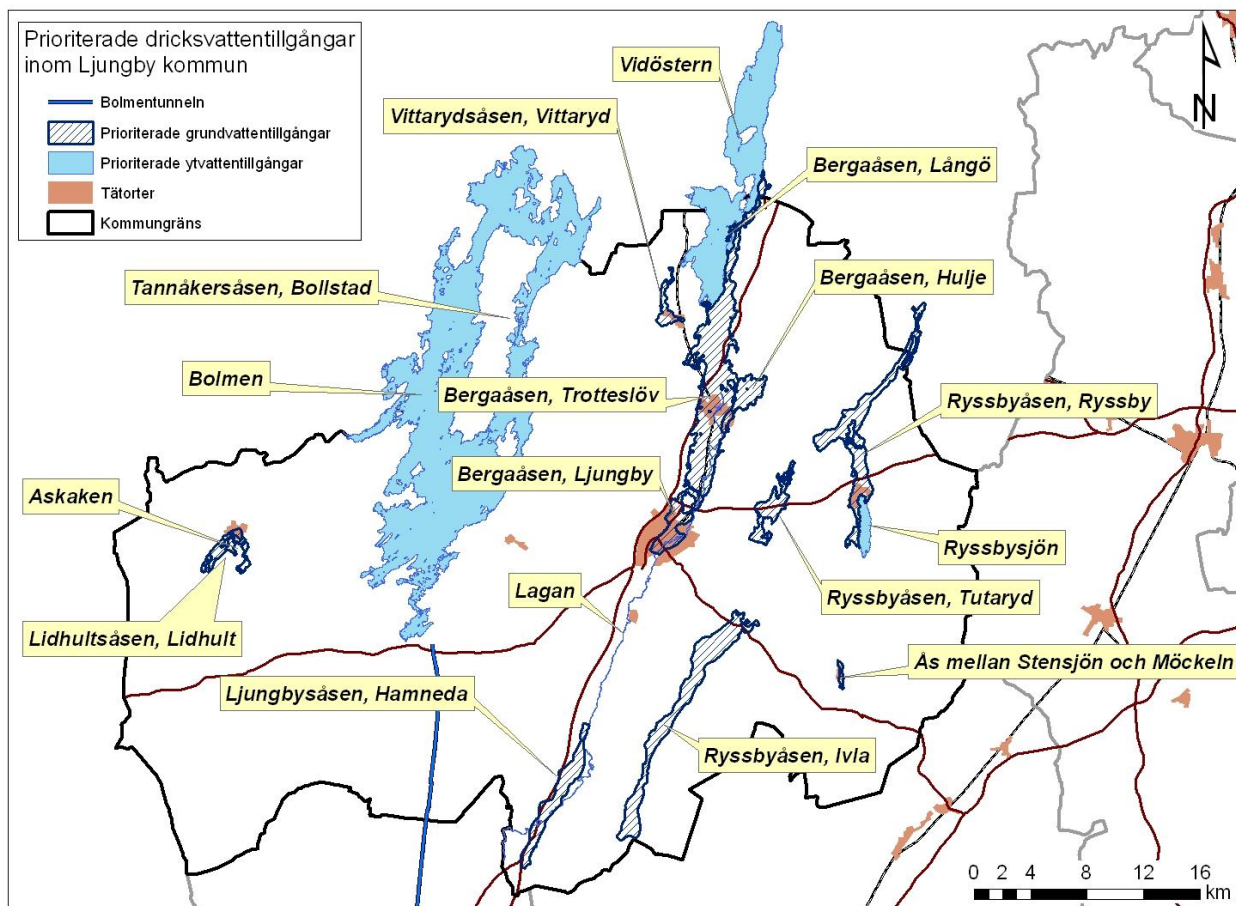 Prioriterade dricksvattentillgångar
inom Ljungby kommun
Bolmentunneln
Prioriterade grundvattentillgångar
Prioriterade ytvattentillgångar
Tätorter
Kommungräns
Vidöstern
Vittarydsåsen, Vittaryd
Bergaåsen, Långö
N
Tannåkersåsen, Bollstad
Bergaåsen, Hulje
Bolmen
Bergaåsen, Trotteslöv
Ryssbyåsen, Ryssby
Bergaåsen, Ljungby
Askaken
Ryssbysjön
Lagan
Ryssbyåsen, Tutaryd
Lidhultsåsen, Lidhult
Ås mellan Stensjön och Möckeln
Ljungbysåsen, Hamneda
Ryssbyåsen, Ivla
0 2 4 8 12 16
km